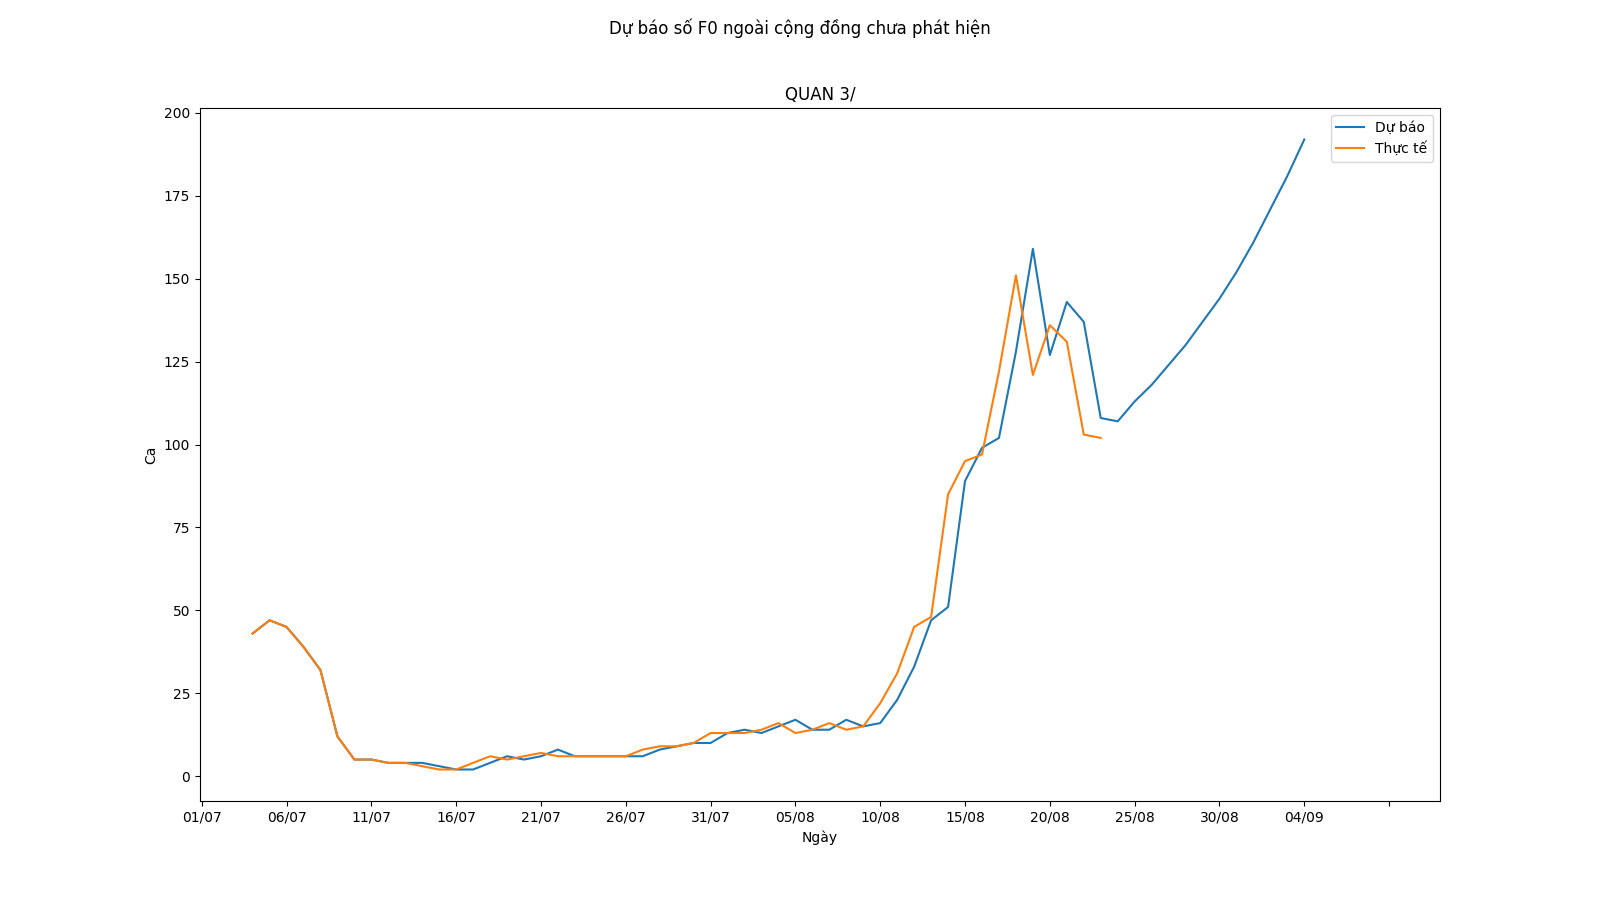 Dự báo số F0 ngoài cộng đồng chưa phát hiện
QUAN 3/
Dự báo
Thực tế
200
175
150
125
100
75
50
25
0
Ca
01/07 06/07 11/07 16/07 21/07 26/07 31/07 05/08 10/08 15/08 20/08 25/08 30/08 04/09
Ngày